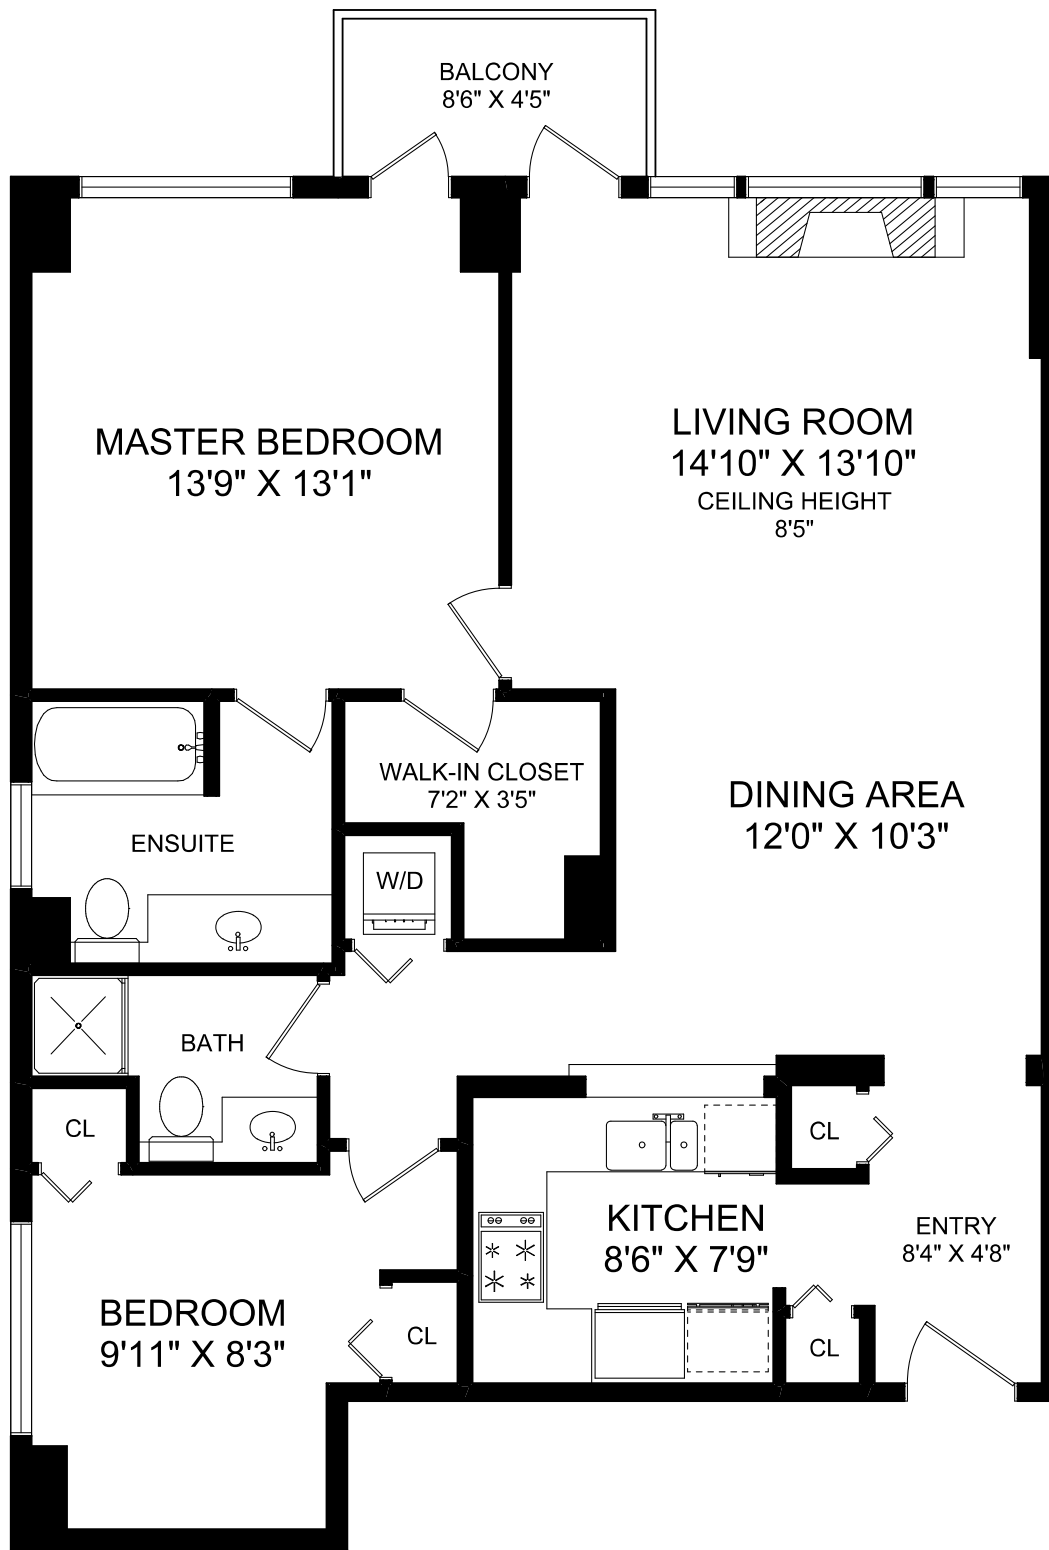 BALCONY
8'6" X 4'5"
MASTER BEDROOM
13'9" X 13'1"
LIVING ROOM
14'10" X 13'10"
CEILING HEIGHT
8'5"
WALK-IN CLOSET
7'2" X 3'5"
DINING AREA
12'0" X 10'3"
ENSUITE
W/D
BATH
CL
CL
KITCHEN
8'6" X 7'9"
ENTRY
8'4" X 4'8"
BEDROOM
9'11" X 8'3"
CL
CL